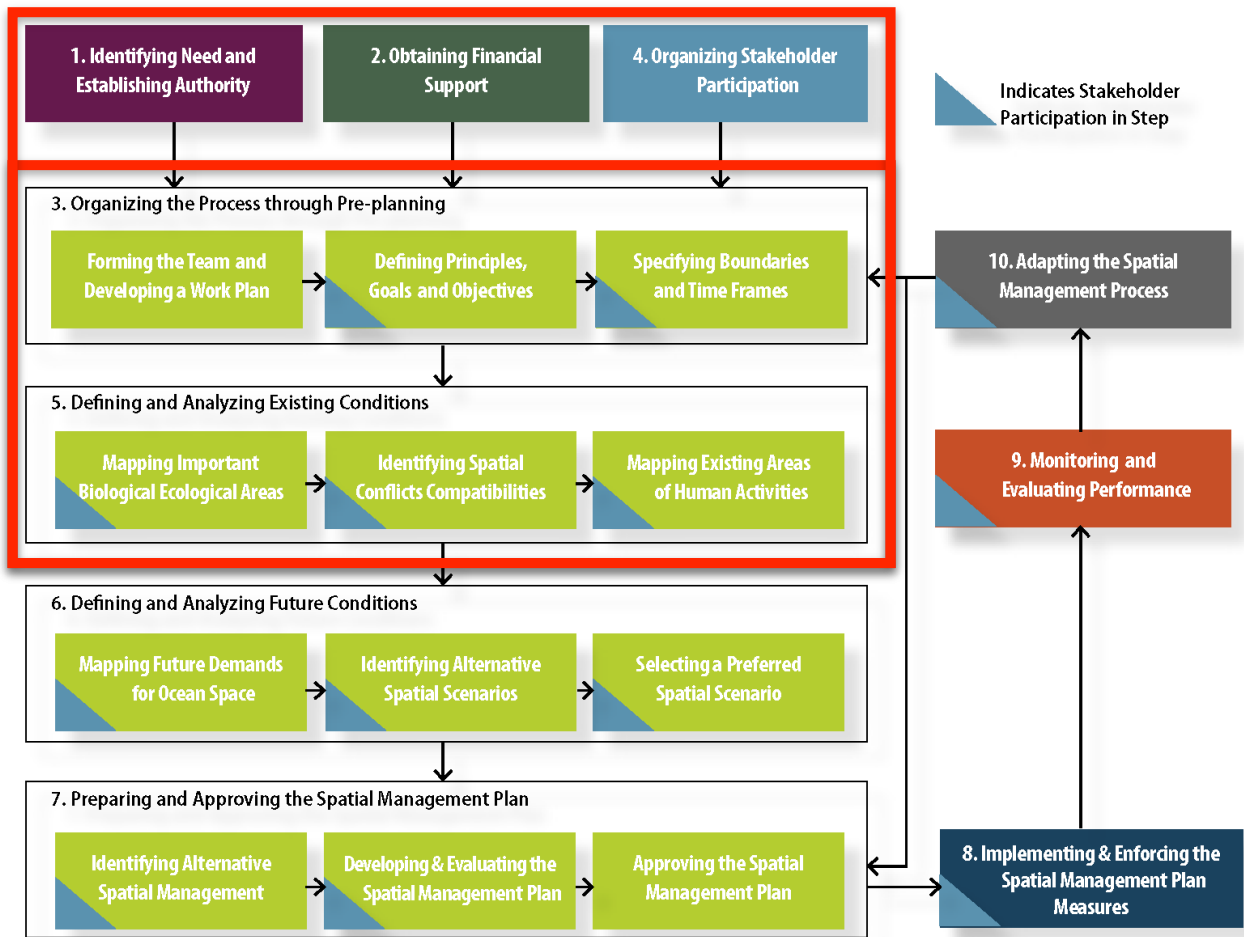 1. Identifying Need and
Establishing Authority
2. Obtaining Financial
Support
4. Organizing Stakeholder
Participation
Indicates Stakeholder
Participation in Step
3. Organizing the Process through Pre-planning
Forming the Team and
Developing a Work Plan
Defining Principles,
Goals and Objectives
Specifying Boundaries
and Time Frames
10. Adapting the Spatial
Management Process
5. Defining and Analyzing Existing Conditions
Mapping Important
Biological Ecological Areas
Identifying Spatial
Conflicts Compatibilities
Mapping Existing Areas
of Human Activities
9. Monitoring and
Evaluating Performance
6. Defining and Analyzing Future Conditions
Mapping Future Demands
for Ocean Space
Identifying Alternative
Spatial Scenarios
Selecting a Preferred
Spatial Scenario
7. Preparing and Approving the Spatial Management Plan
Identifying Alternative
Spatial Management
Developing & Evaluating the
Spatial Management Plan
Approving the Spatial
Management Plan
8. Implementing & Enforcing the
Spatial Management Plan
Measures